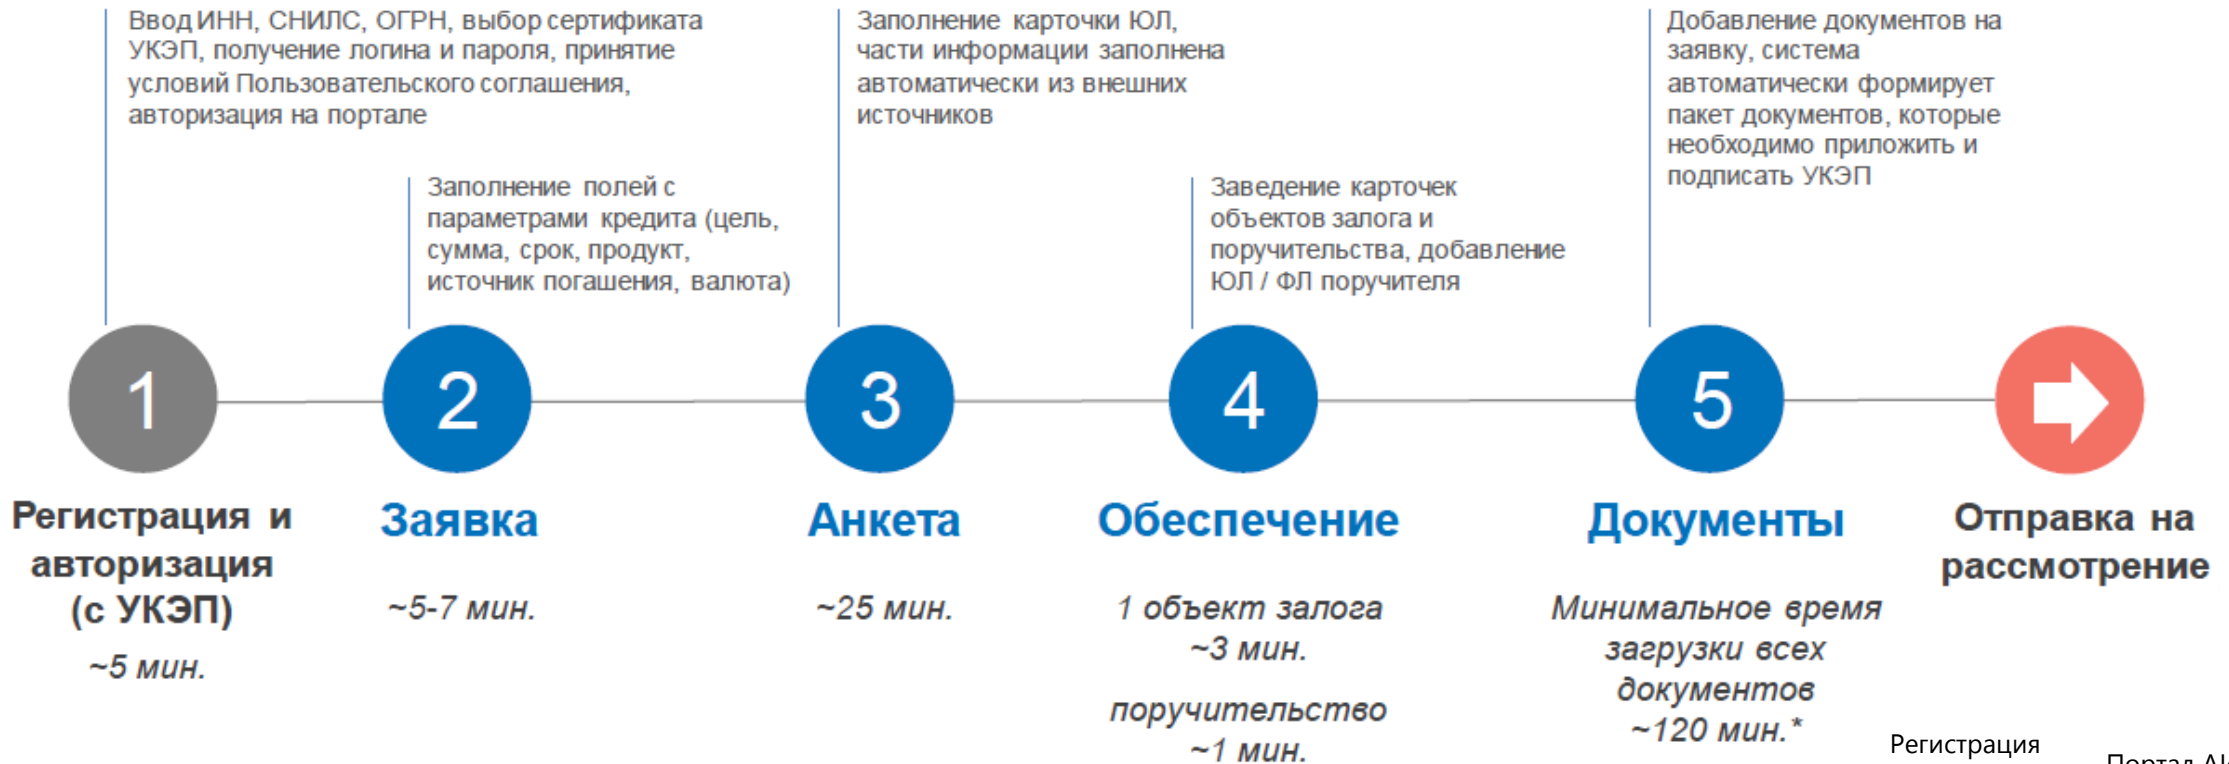 Ввод ИНН, СНИЛС, ОГРН, выбор сертификата
УКЭП, получение логина и пароля, принятие
условий Пользовательского соглашения,
авторизация на портале
Заполнение полей с
параметрами кредита (цель,
сумма, срок, продукт,
источник погашения, валюта)
Заполнение карточки ЮЛ,
части информации заполнена
автоматически из внешних
источников
Заведение карточек
объектов залога и
поручительства, добавление
ЮЛ / ФЛ поручителя
Добавление документов на
заявку, система
автоматически формирует
пакет документов, которые
необходимо приложить и
подписать УКЭП
1
2
3
4
5
Регистрация и
авторизация
(с УКЭП)
~5 мин.
Заявка
~5-7 мин.
Анкета
~25 мин.
Обеспечение
1 объект залога
~3 мин.
поручительство
~1 мин.
Документы
Минимальное время
загрузки всех
документов
~120 мин.*
Отправка на
рассмотрение
Регистрация
Портал